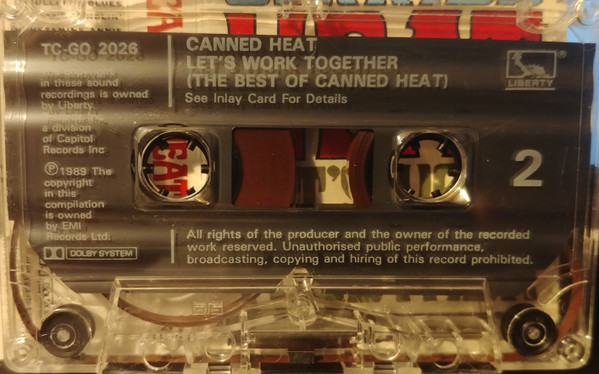 TC-GO 2026
CANNED HEAT
LET'S WORK TOGETHER
(THE BEST OF CANNED HEAT)
See Inlay Card For Details
LIBERTY
®
in these sound
recordings is owned
by Liberty,
a division
of Capitol
Records Inc
Ⓟ1989 The
copyright
in this
compilation
is owned
by EMI
Records Ltd.
DOLBY SYSTEM
2
All rights of the producer and the owner of the recorded
work reserved. Unauthorised public performance,
broadcasting, copying and hiring of this record prohibited.